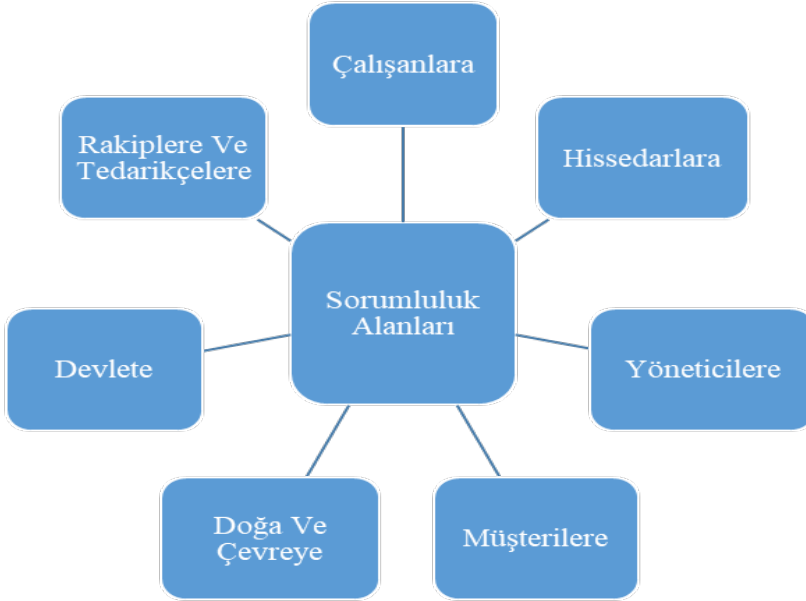 Çalışanlara
Rakiplere Ve
Tedarikçelere
Hissedarlara
Sorumluluk
Alanları
Devlete
Yöneticilere
Doğa Ve
Çevreye
Müşterilere